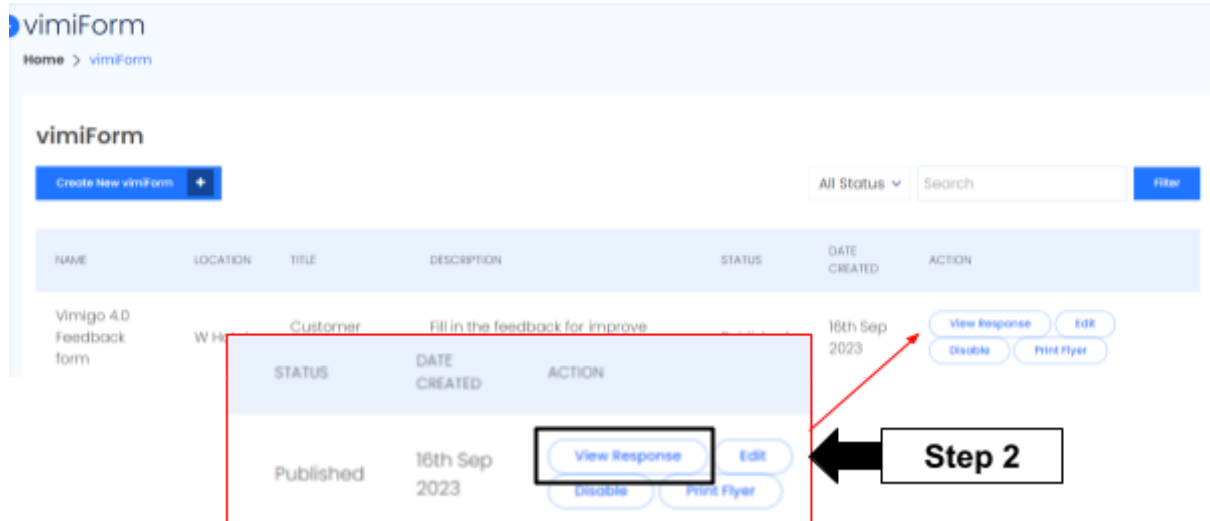 vimiForm
Home > vimiForm
vimiForm
Create New vimiForm +
All Status Search Filter
NAME LOCATION TITLE DESCRIPTION STATUS DATE CREATED ACTION
Vimigo 4.0
Feedback
form
W
Customer
Fill in the feedback for improve
16th Sep
2023
View Response Edit
Disable Print Flyer
STATUS DATE CREATED ACTION
Published
16th Sep
2023
View Response Edit
Disable Print Flyer
Step 2